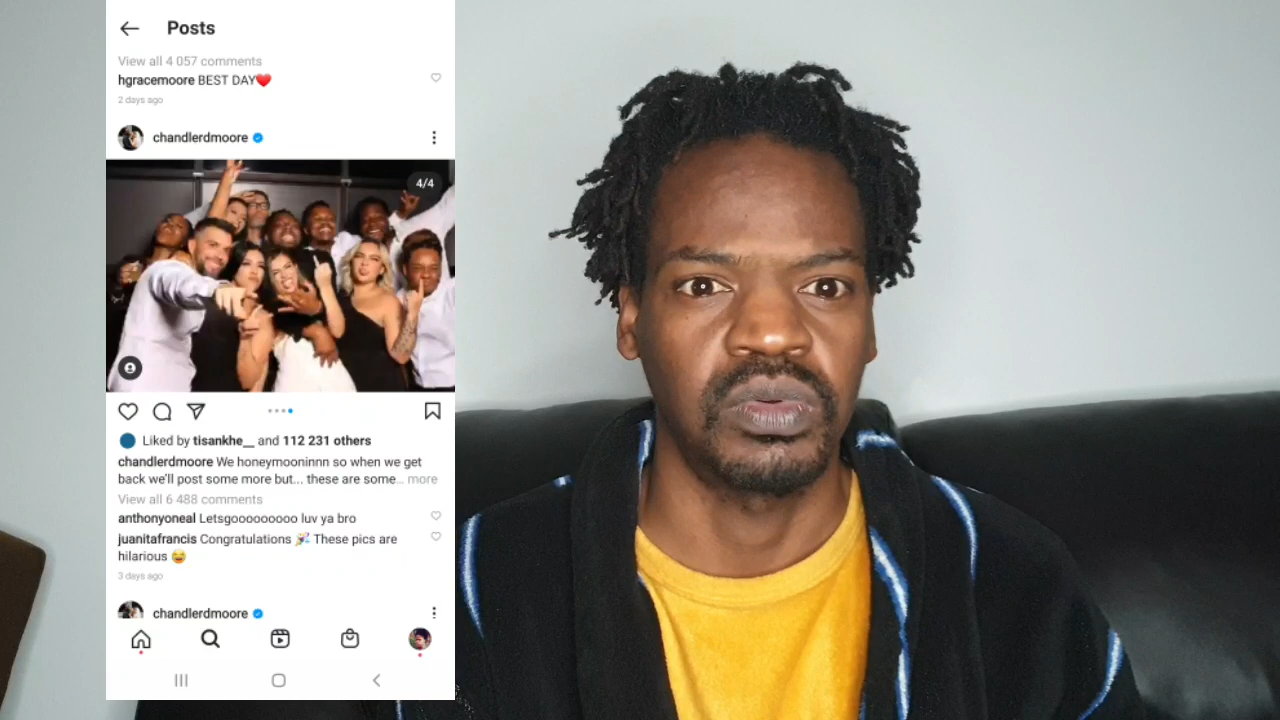 Posts
View all 4 057 comments
hgracemoore BEST DAY❤️
2 days ago
chandlerdmoore
4/4
Liked by tisankhe__ and 112 231 others
chandlerdmoore We honeymooninnn so when we get
back we'll post some more but... these are some... more
View all 6 488 comments
anthonyoneal Letsgooooooooo luv ya bro
juanitafrancis Congratulations 🎉 These pics are
hilarious 😂
3 days ago
chandlerdmoore